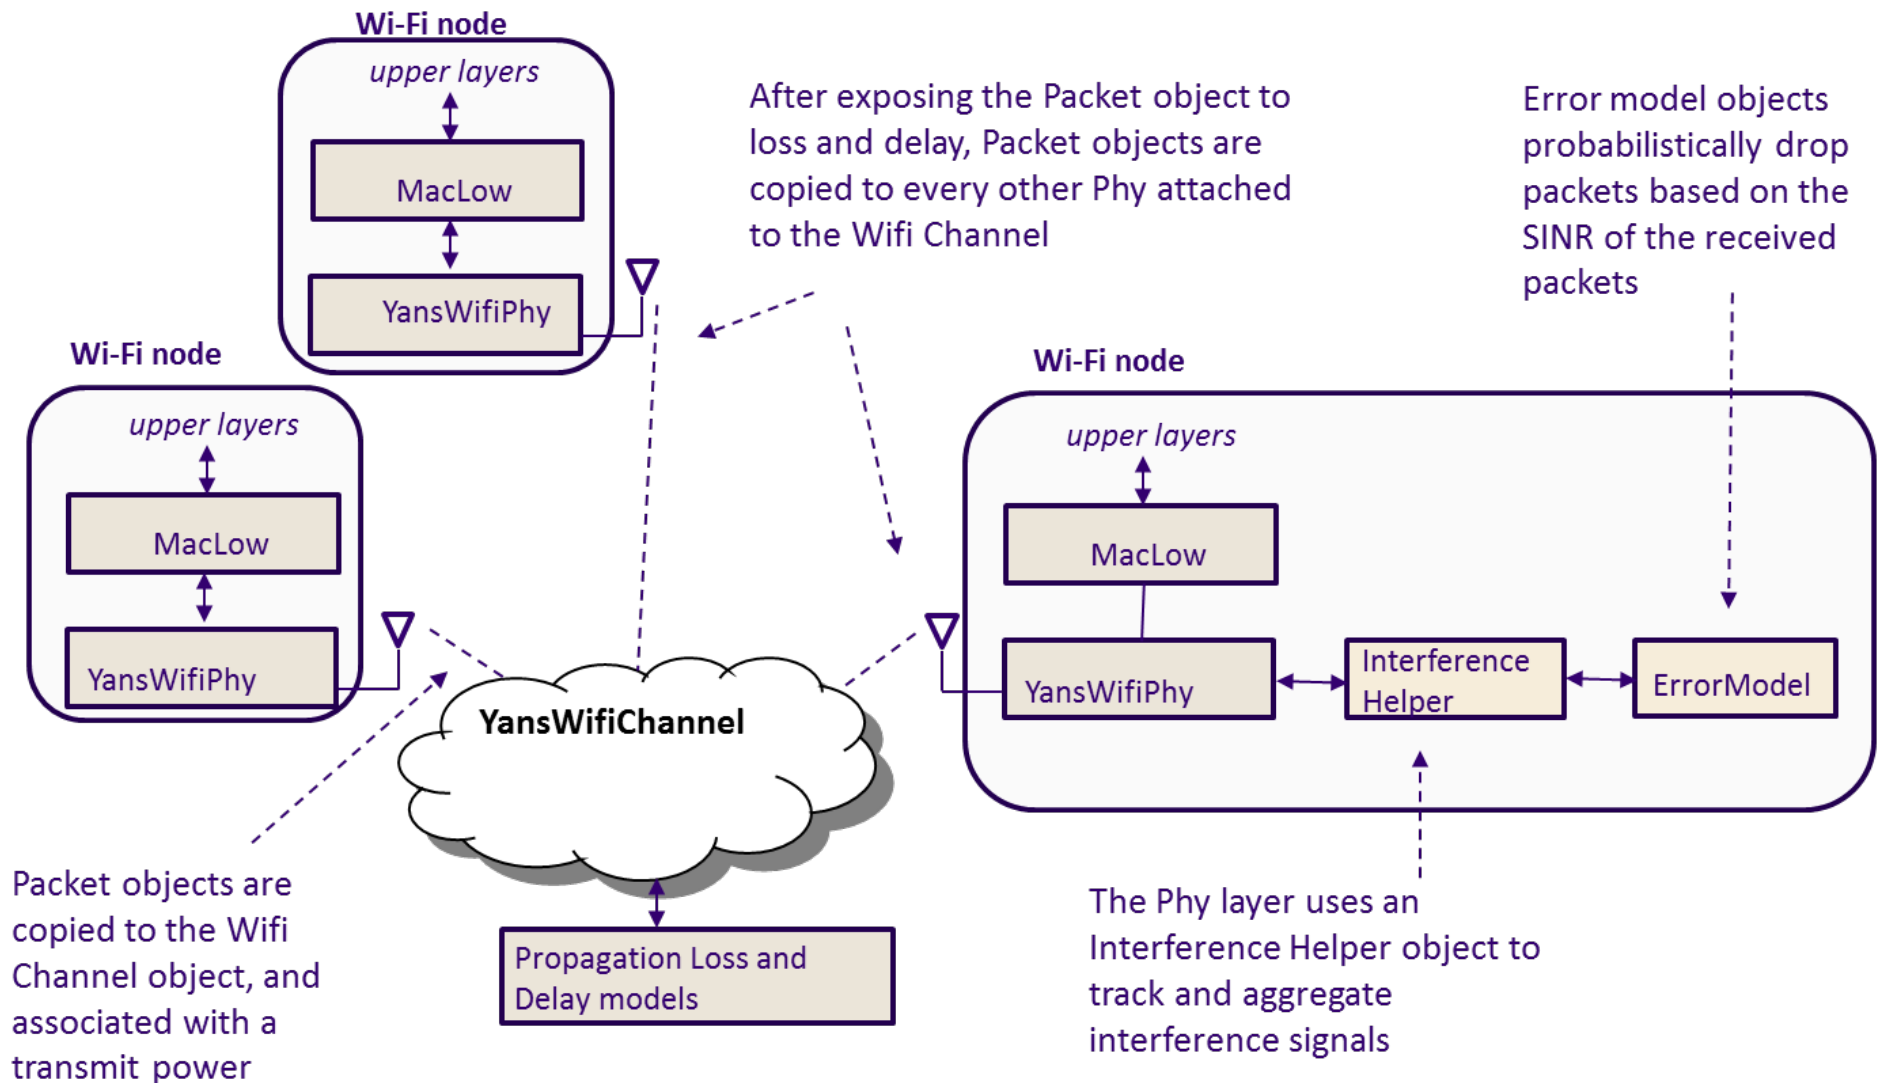 Wi-Fi node
upper layers
MacLow
YansWifiPhy
After exposing the Packet object to
loss and delay, Packet objects are
copied to every other Phy attached
to the Wifi Channel
Error model objects
probabilistically drop
packets based on the
SINR of the received
packets
Wi-Fi node
upper layers
MacLow
YansWifiPhy
Wi-Fi node
upper layers
MacLow
YansWifiPhy
Interference
Helper
ErrorModel
YansWifiChannel
Propagation Loss and
Delay models
Packet objects are
copied to the Wifi
Channel object, and
associated with a
transmit power
The Phy layer uses an
Interference Helper object to
track and aggregate
interference signals